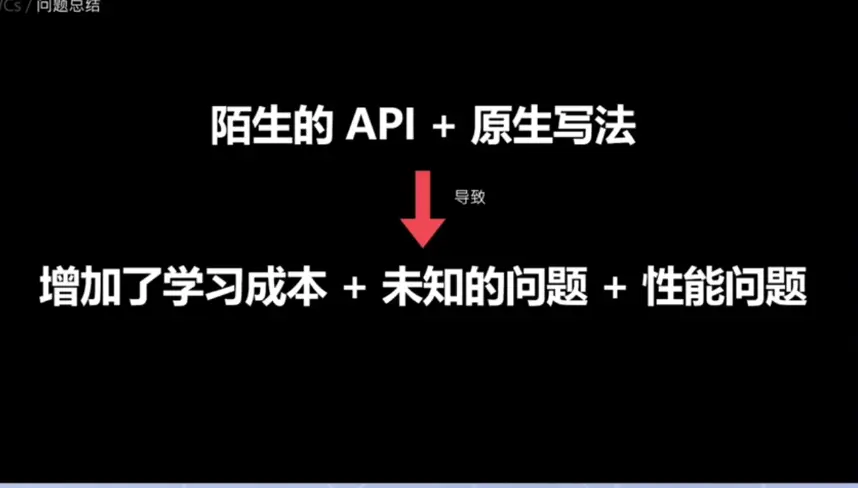 WCs / 问题总结
陌生的 API + 原生写法
导致
增加了学习成本 + 未知的问题 + 性能问题